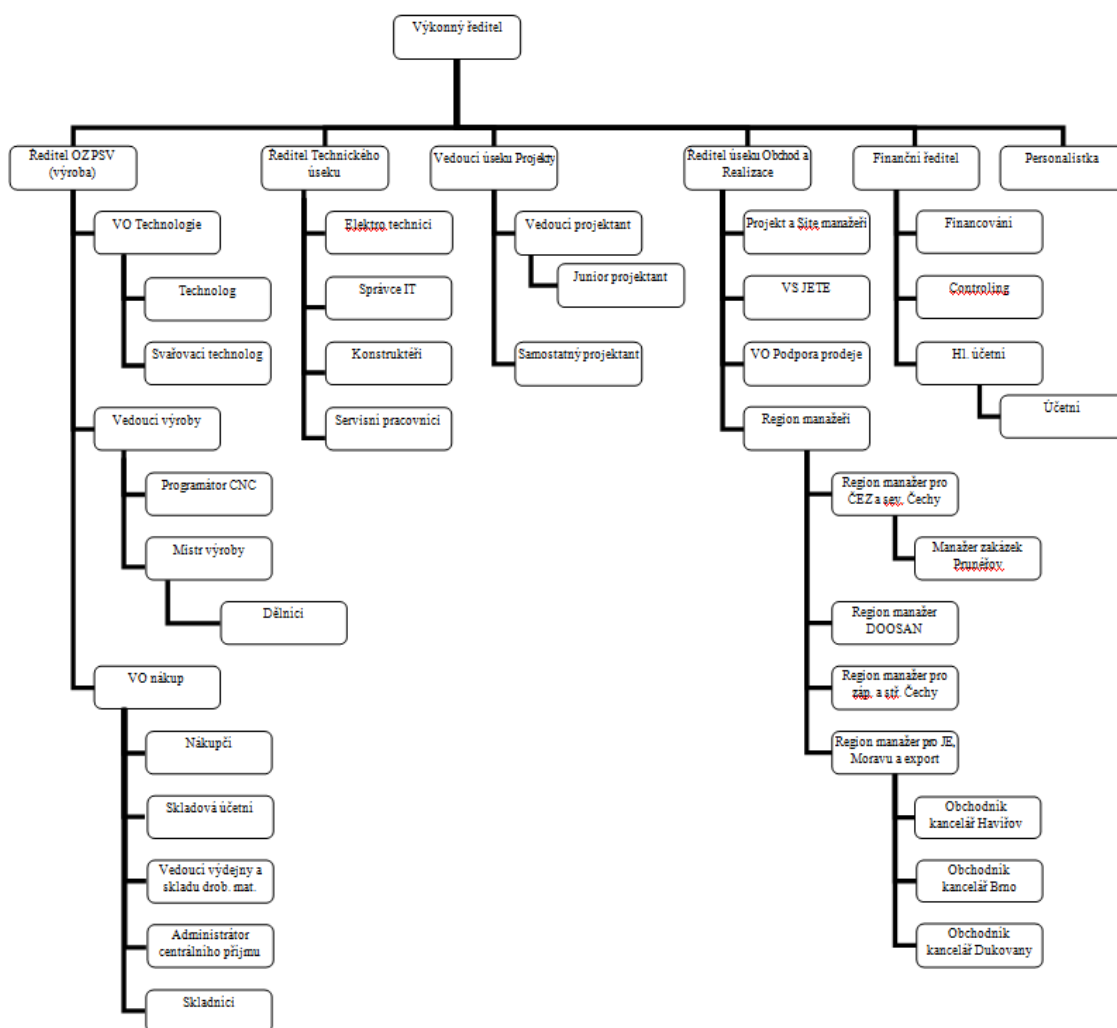 Výkonný ředitel
Ředitel OZ PSV
(výroba)
Ředitel Technického
úseku
Vedoucí úseku Projekty
Ředitel úseku Obchod a
Realizace
Finanční ředitel
Personalistka
VO Technologie
Technolog
Svařovací technolog
Vedoucí výroby
Programátor CNC
Mistr výroby
Dělníci
VO nákup
Nákupčí
Skladová účetní
Vedoucí výdejny a
skladu drob. mat.
Administrátor
centrálního příjmu
Skladníci
Elektro technici
Správce IT
Konstruktéři
Servisní pracovníci
Vedoucí projektant
Junior projektant
Samostatný projektant
Projekt a Site manažeři
VS JETE
VO Podpora prodeje
Region manažeři
Region manažer pro
ČEZ a sev. Čechy
Manažer zakázek
Prunéřov
Region manažer
DOOSAN
Region manažer pro
záp. a stř. Čechy
Region manažer pro JE,
Moravu a export
Obchodník
kancelář Havířov
Obchodník
kancelář Brno
Obchodník
kancelář Dukovany
Financování
Controling
Hl. účetní
Účetní